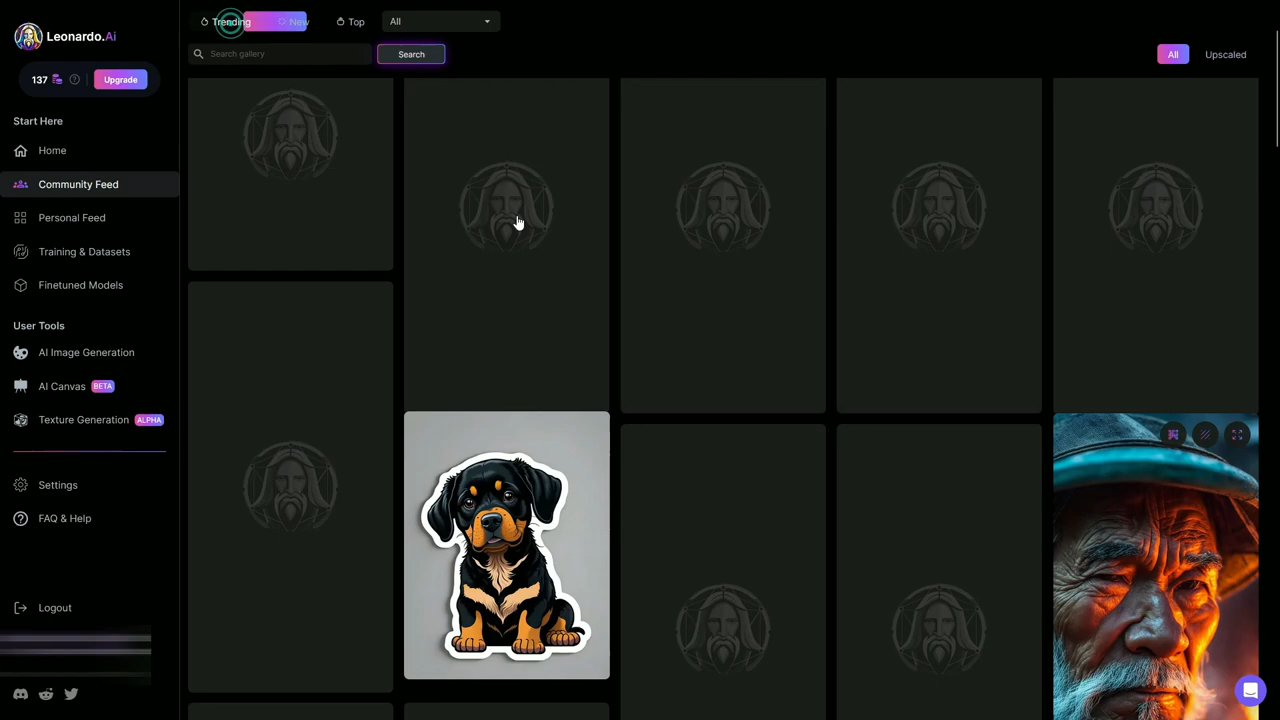 Leonardo.Ai
137
Upgrade
Start Here
Home
Community Feed
Personal Feed
Training & Datasets
Finetuned Models
User Tools
AI Image Generation
AI Canvas BETA
Texture Generation ALPHA
Settings
FAQ & Help
Logout
Trending New Top All
Search gallery Search All Upscaled